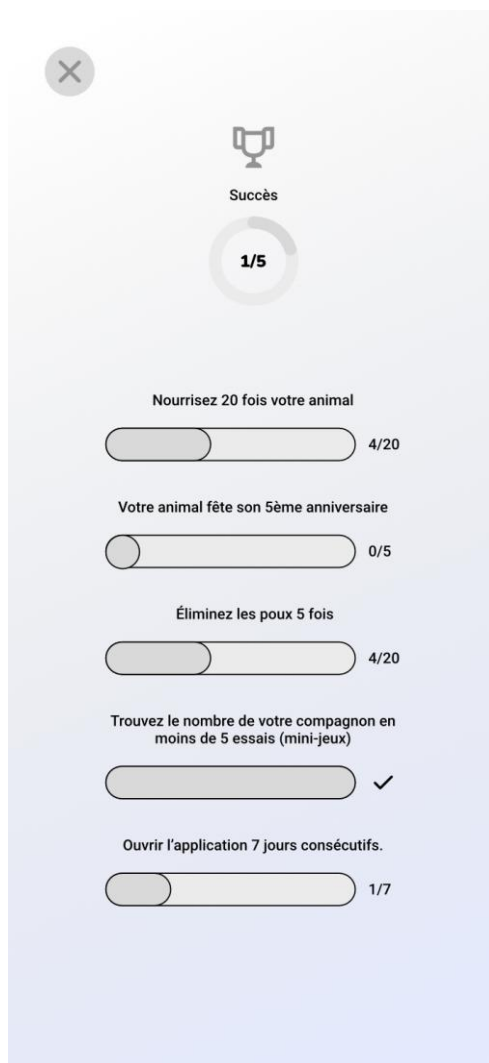 Succès
1/5
Nourrisez 20 fois votre animal
4/20
Votre animal fête son 5ème anniversaire
0/5
Éliminez les poux 5 fois
4/20
Trouvez le nombre de votre compagnon en
moins de 5 essais (mini-jeux)
Ouvrir l’application 7 jours consécutifs.
1/7